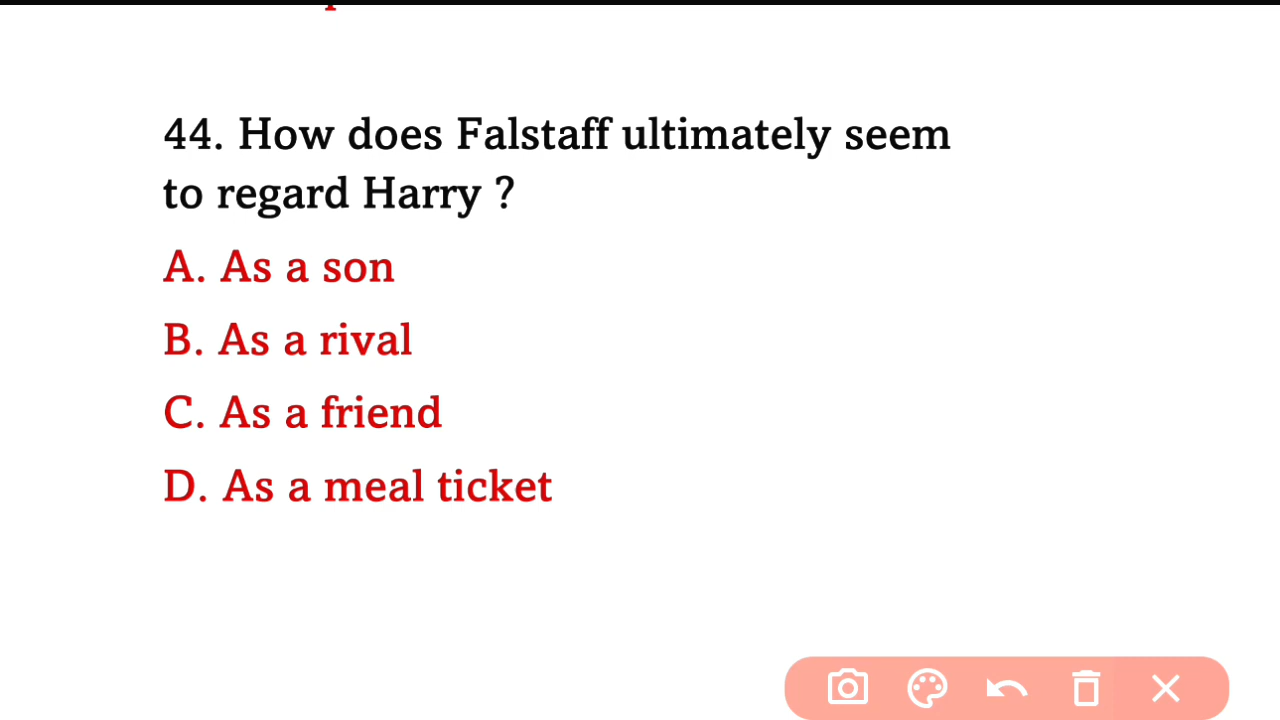 44. How does Falstaff ultimately seem
to regard Harry ?
A. As a son
B. As a rival
C. As a friend
D. As a meal ticket